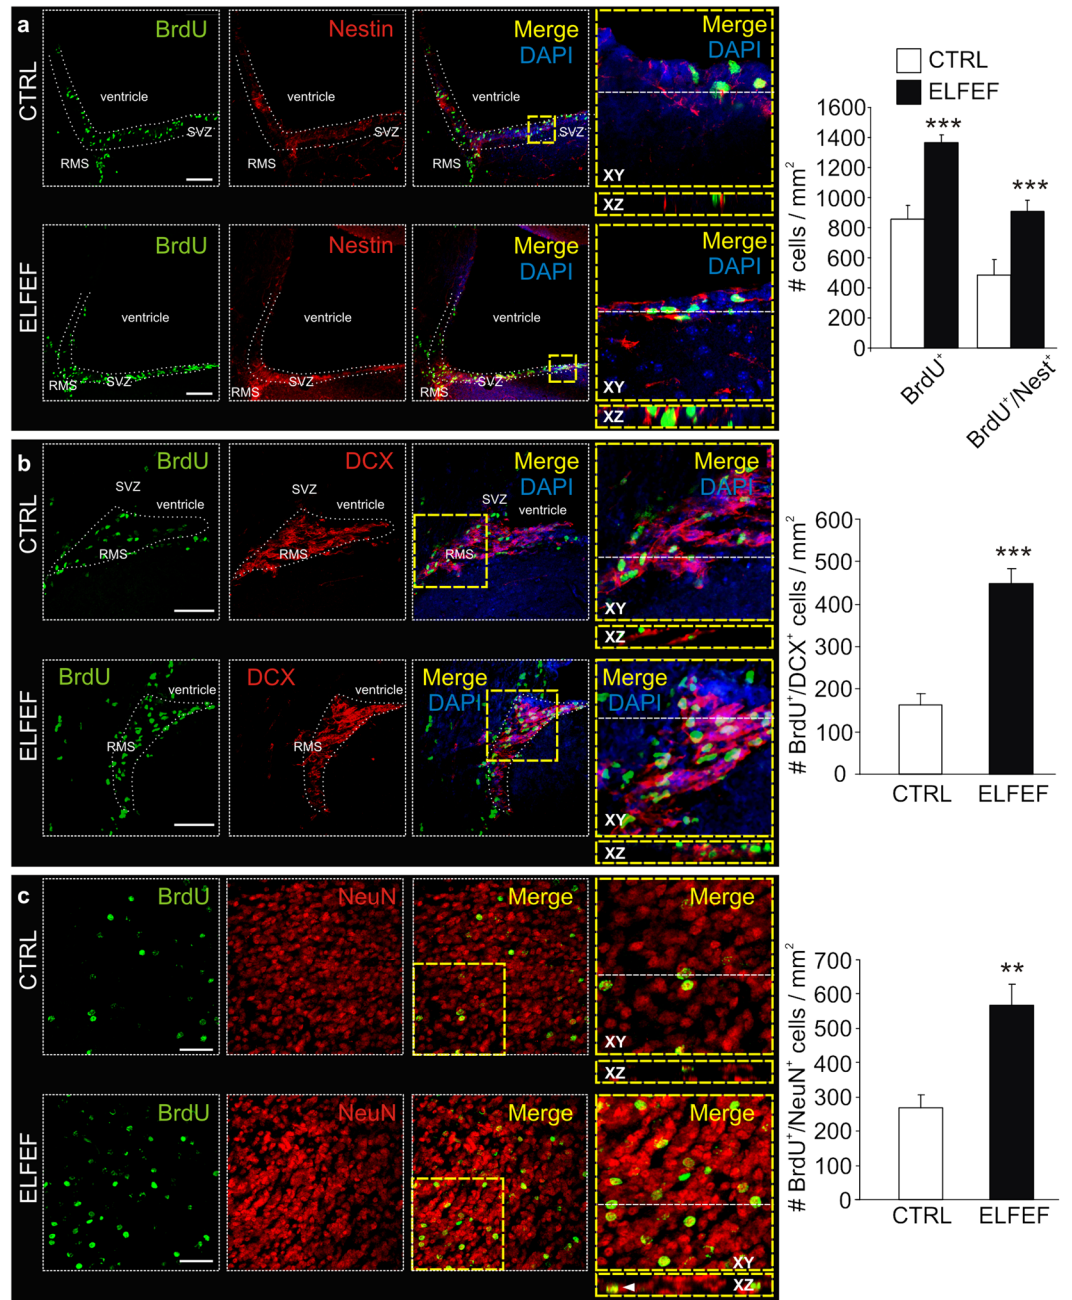 a
CTRL
BrdU
ventricle
SVZ
RMS
Nestin
ventricle
SVZ
RMS
Merge
DAPI
ventricle
SVZ
RMS
Merge
DAPI
XY
XZ
ELFEF
BrdU
ventricle
RMS
SVZ
Nestin
ventricle
RMS
SVZ
Merge
DAPI
ventricle
RMS
SVZ
Merge
DAPI
XY
XZ
CTRL
ELFEF
# cells / mm²
1600
1400
1200
1000
800
600
400
200
0
***
***
BrdU⁺
BrdU⁺/Nest⁺
b
CTRL
BrdU
SVZ
ventricle
RMS
DCX
SVZ
ventricle
RMS
Merge
DAPI
SVZ
ventricle
RMS
Merge
DAPI
XY
XZ
ELFEF
BrdU
ventricle
RMS
DCX
ventricle
RMS
Merge
DAPI
ventricle
RMS
Merge
DAPI
XY
XZ
# BrdU⁺/DCX⁺ cells / mm²
600
500
400
300
200
100
0
***
CTRL
ELFEF
c
CTRL
BrdU
NeuN
Merge
Merge
XY
XZ
ELFEF
BrdU
NeuN
Merge
Merge
XY
XZ
# BrdU⁺/NeuN⁺ cells / mm²
700
600
500
400
300
200
100
0
**
CTRL
ELFEF